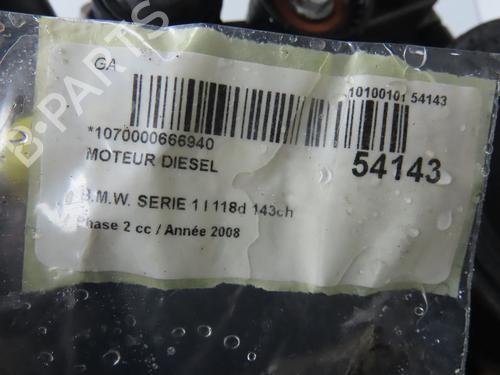 GA
10100101 54143
*1070000666940
MOTEUR DIESEL
54143
B.M.W. SERIE 1 I 118d 143ch
Phase 2 cc / Année 2008
B-PARTS